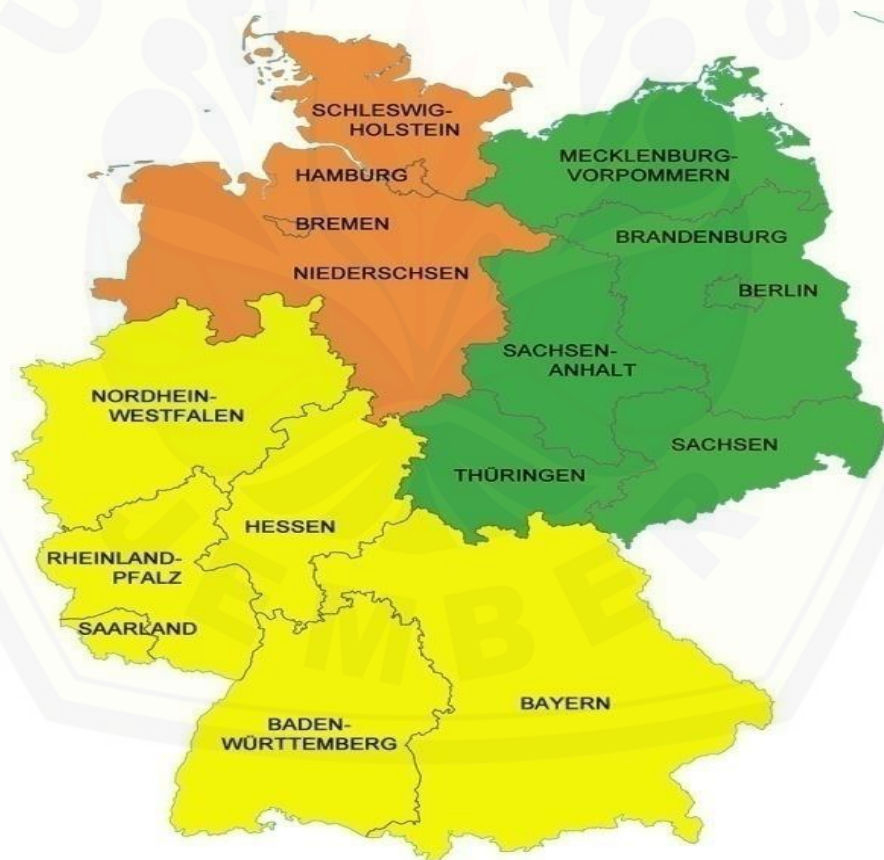 SCHLESWIG-
HOLSTEIN
MECKLENBURG-
VORPOMMERN
HAMBURG
BREMEN
BRANDENBURG
NIEDERSCHSEN
BERLIN
SACHSEN-
ANHALT
NORDHEIN-
WESTFALEN
SACHSEN
THÜRINGEN
HESSEN
RHEINLAND-
PFALZ
SAARLAND
BAYERN
BADEN-
WÜRTTEMBERG
JEMBER